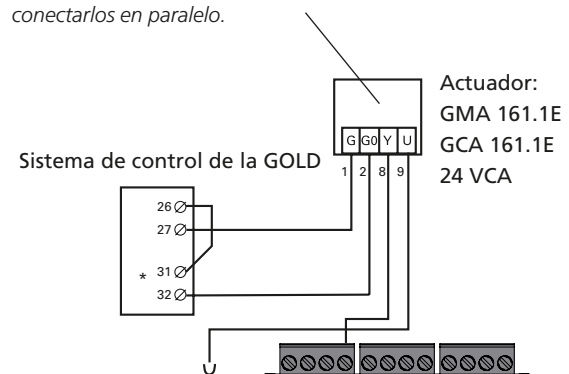 conectarlos en paralelo.
Actuador:
GMA 161.1E
GCA 161.1E
24 VCA
G G0 Y U
1 2 8 9
Sistema de control de la GOLD
26
27
* 31
32